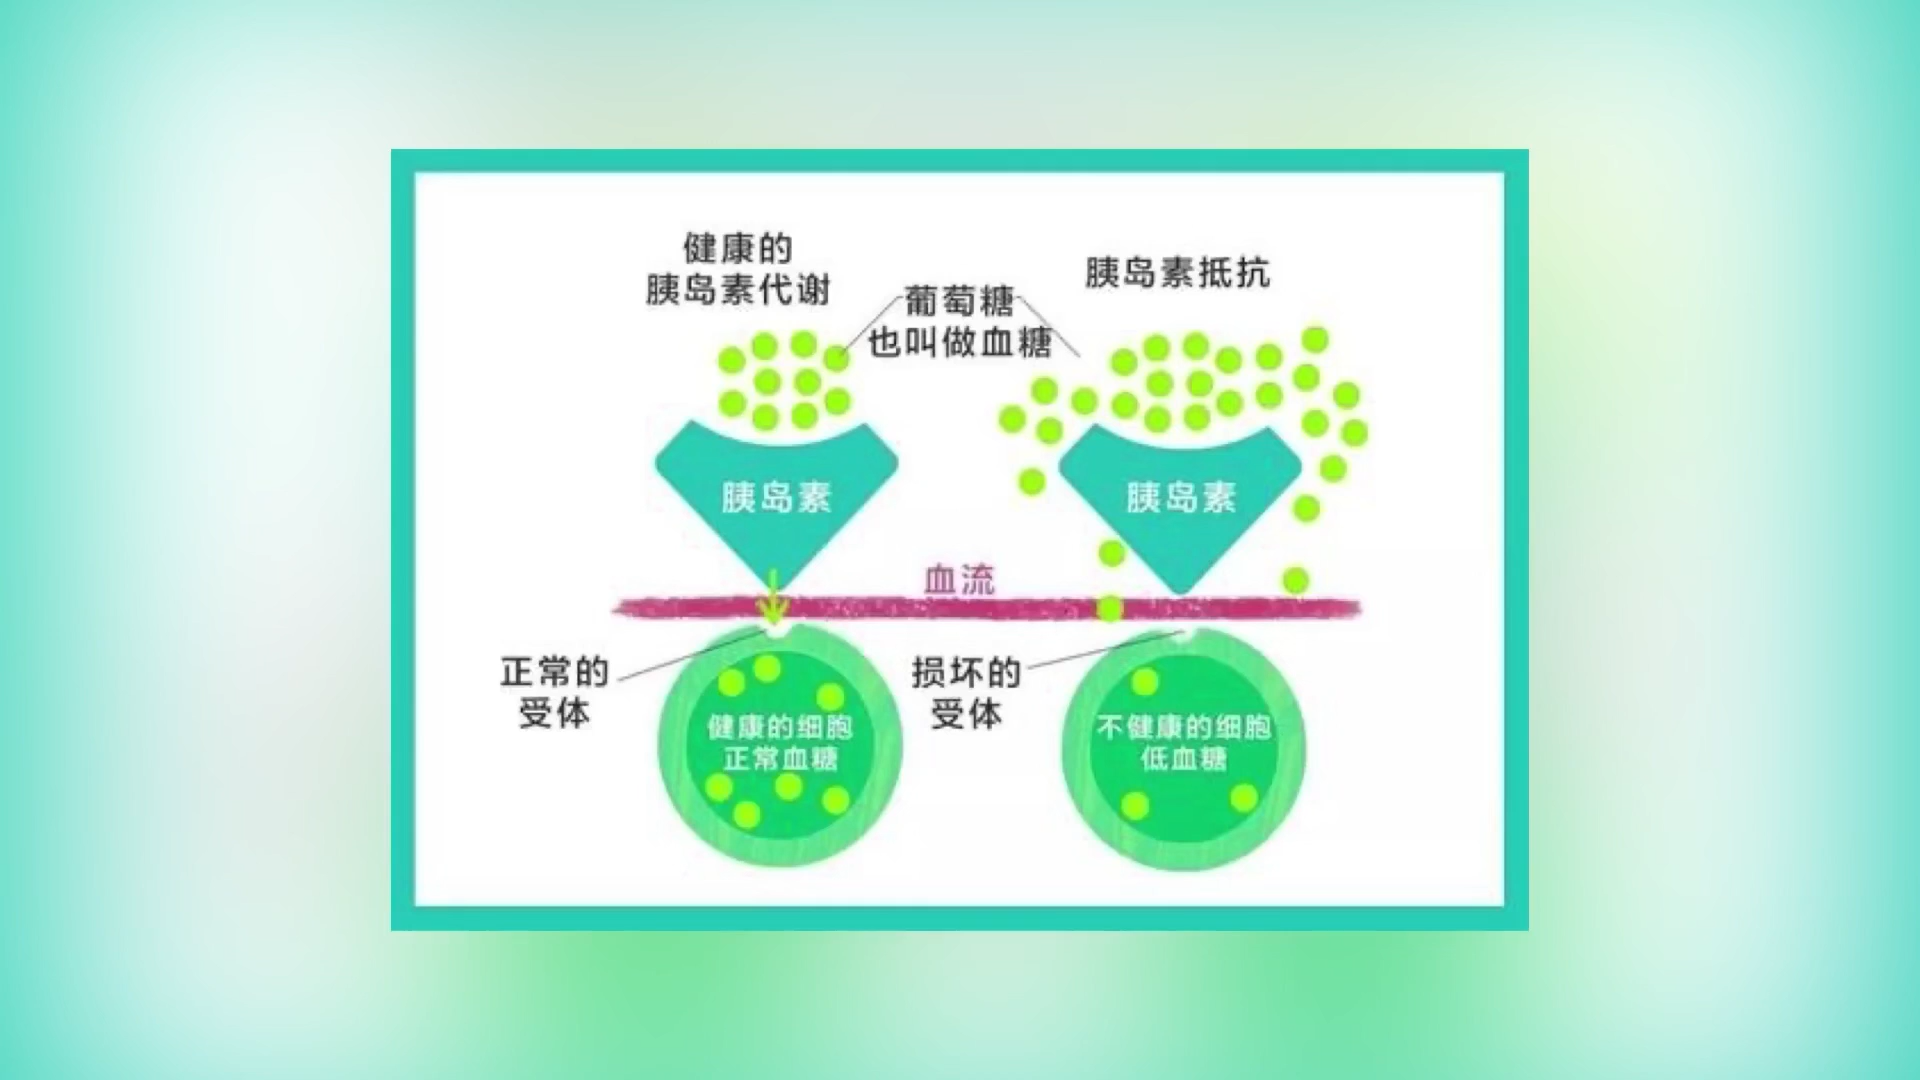 健康的
胰岛素代谢
葡萄糖
也叫做血糖
胰岛素抵抗
胰岛素
胰岛素
血流
正常的
受体
损坏的
受体
健康的细胞
正常血糖
不健康的细胞
低血糖